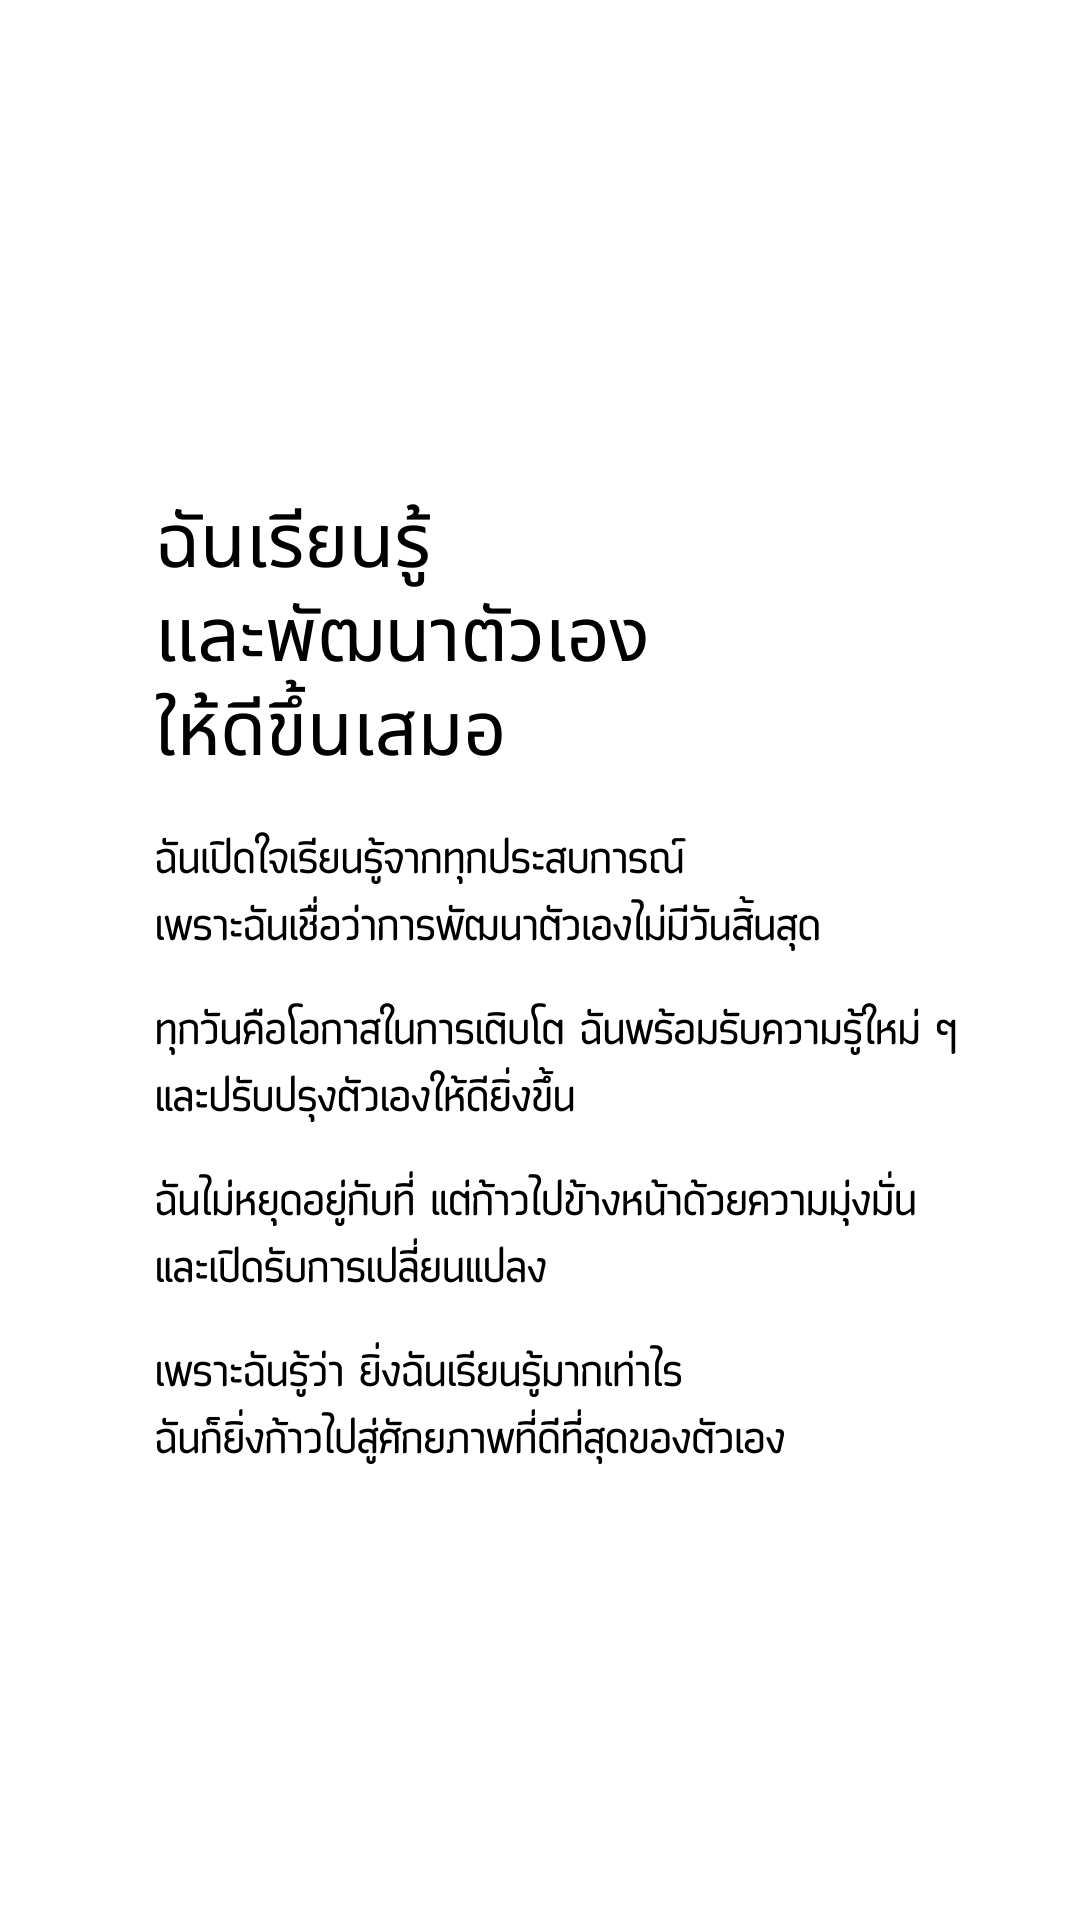 ฉันเรียนรู้
และพัฒนาตัวเอง
ให้ดีขึ้นเสมอ
ฉันเปิดใจเรียนรู้จากทุกประสบการณ์
เพราะฉันเชื่อว่าการพัฒนาตัวเองไม่มีวันสิ้นสุด
ทุกวันคือโอกาสในการเติบโต ฉันพร้อมรับความรู้ใหม่ ๆ
และปรับปรุงตัวเองให้ดียิ่งขึ้น
ฉันไม่หยุดอยู่กับที่ แต่ก้าวไปข้างหน้าด้วยความมุ่งมั่น
และเปิดรับการเปลี่ยนแปลง
เพราะฉันรู้ว่า ยิ่งฉันเรียนรู้มากเท่าไร
ฉันก็ยิ่งก้าวไปสู่ศักยภาพที่ดีที่สุดของตัวเอง